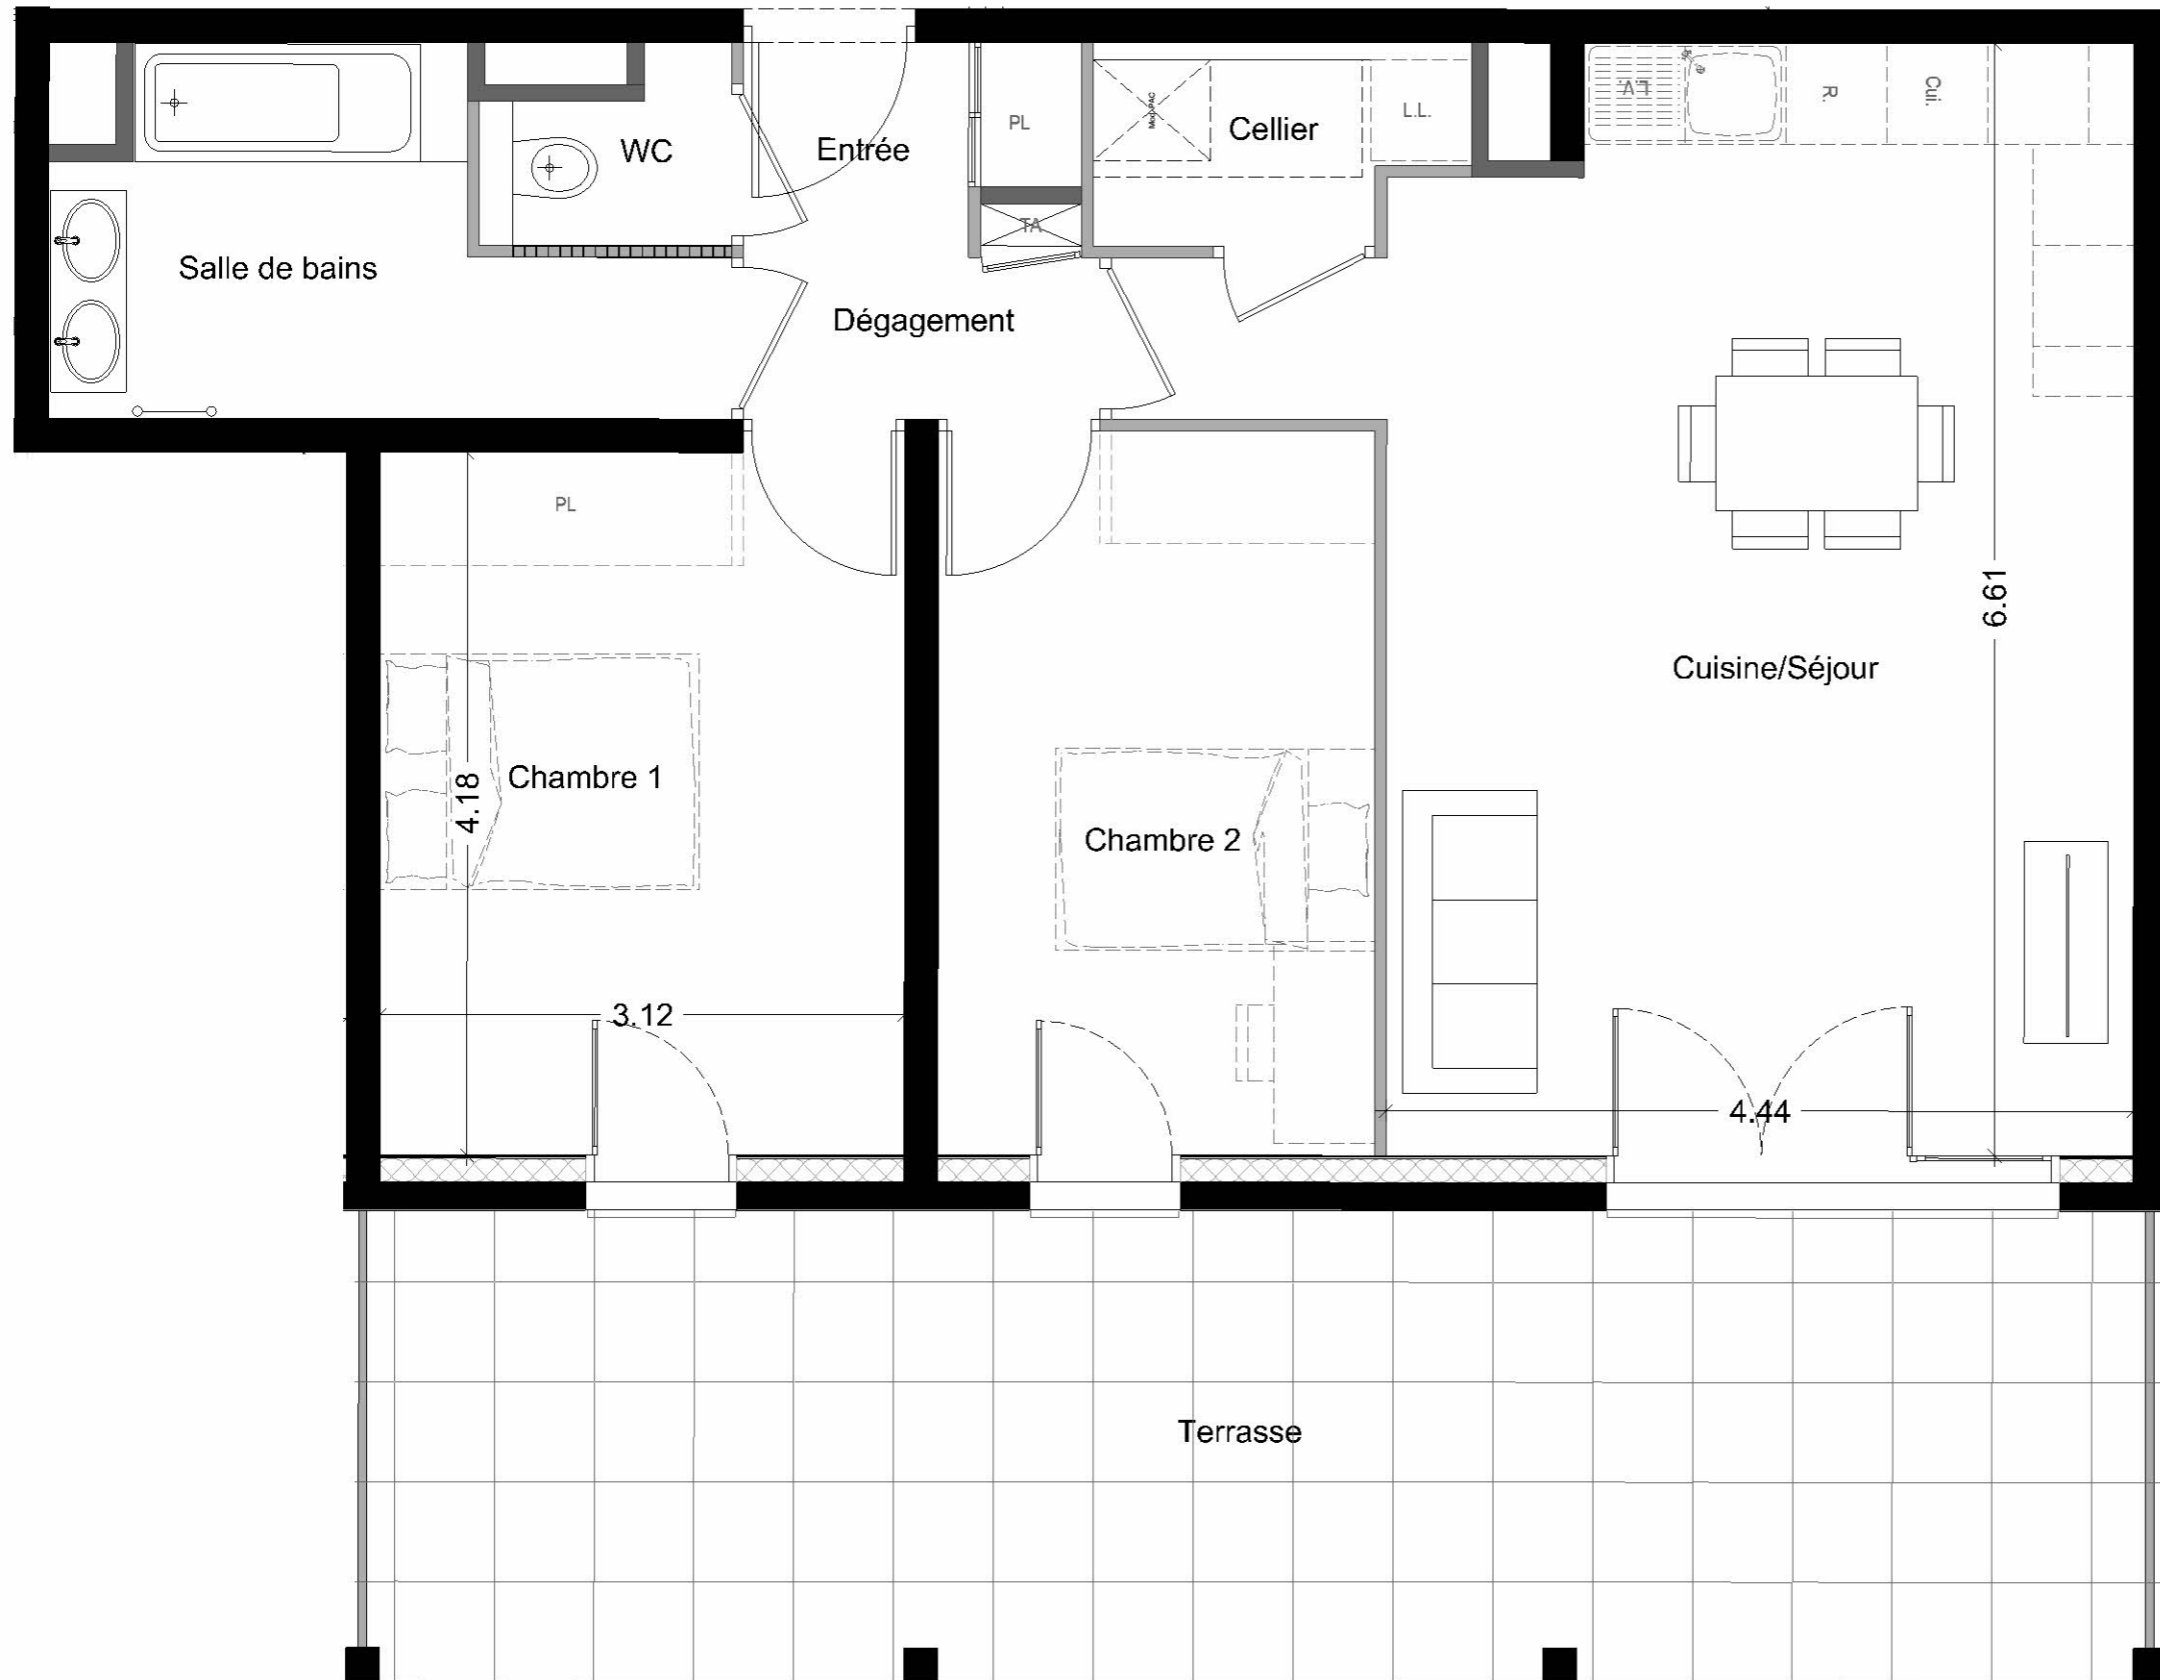 L.V.
R.
Cui.
PL
L.L.
Cellier
WC
Entrée
TA
Salle de bains
Dégagement
PL
6.61
Cuisine/Séjour
Chambre 1
4.18
Chambre 2
3.12
4.44
Terrasse